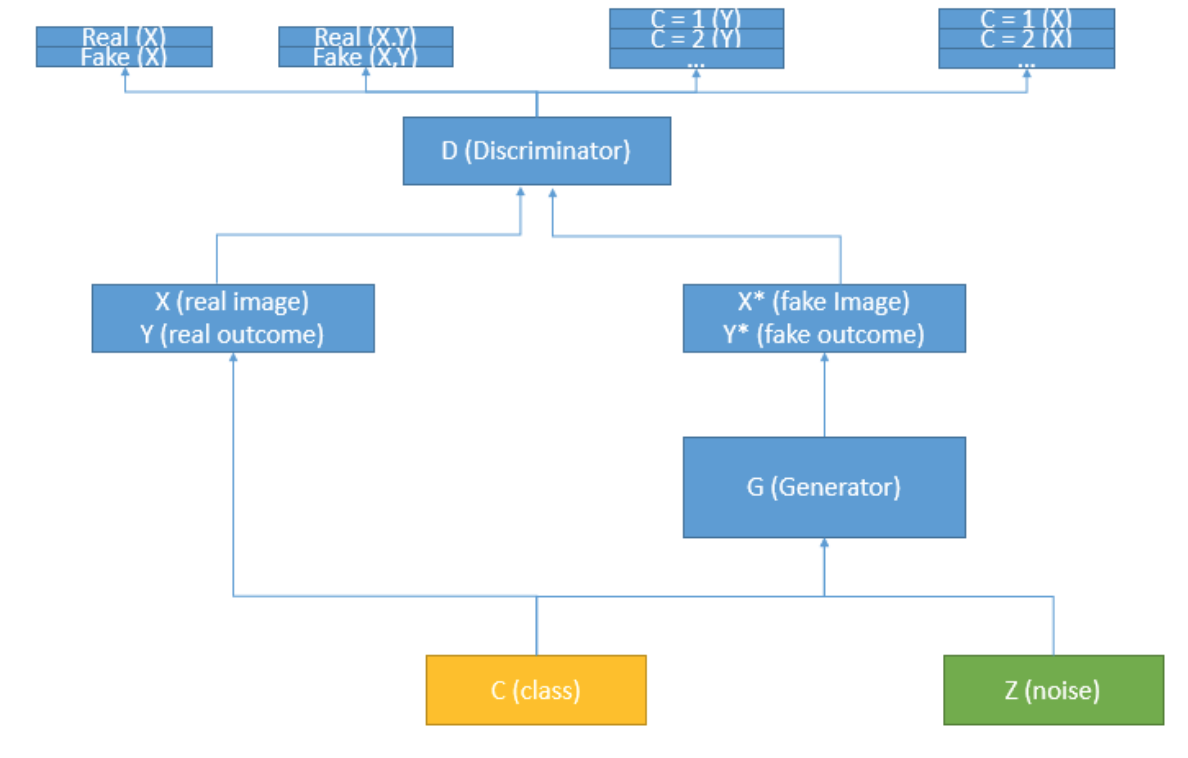 Real (X)
Fake (X)
Real (X,Y)
Fake (X,Y)
C = 1 (Y)
C = 2 (Y)
...
C = 1 (X)
C = 2 (X)
...
D (Discriminator)
X (real image)
Y (real outcome)
X* (fake Image)
Y* (fake outcome)
G (Generator)
C (class)
Z (noise)